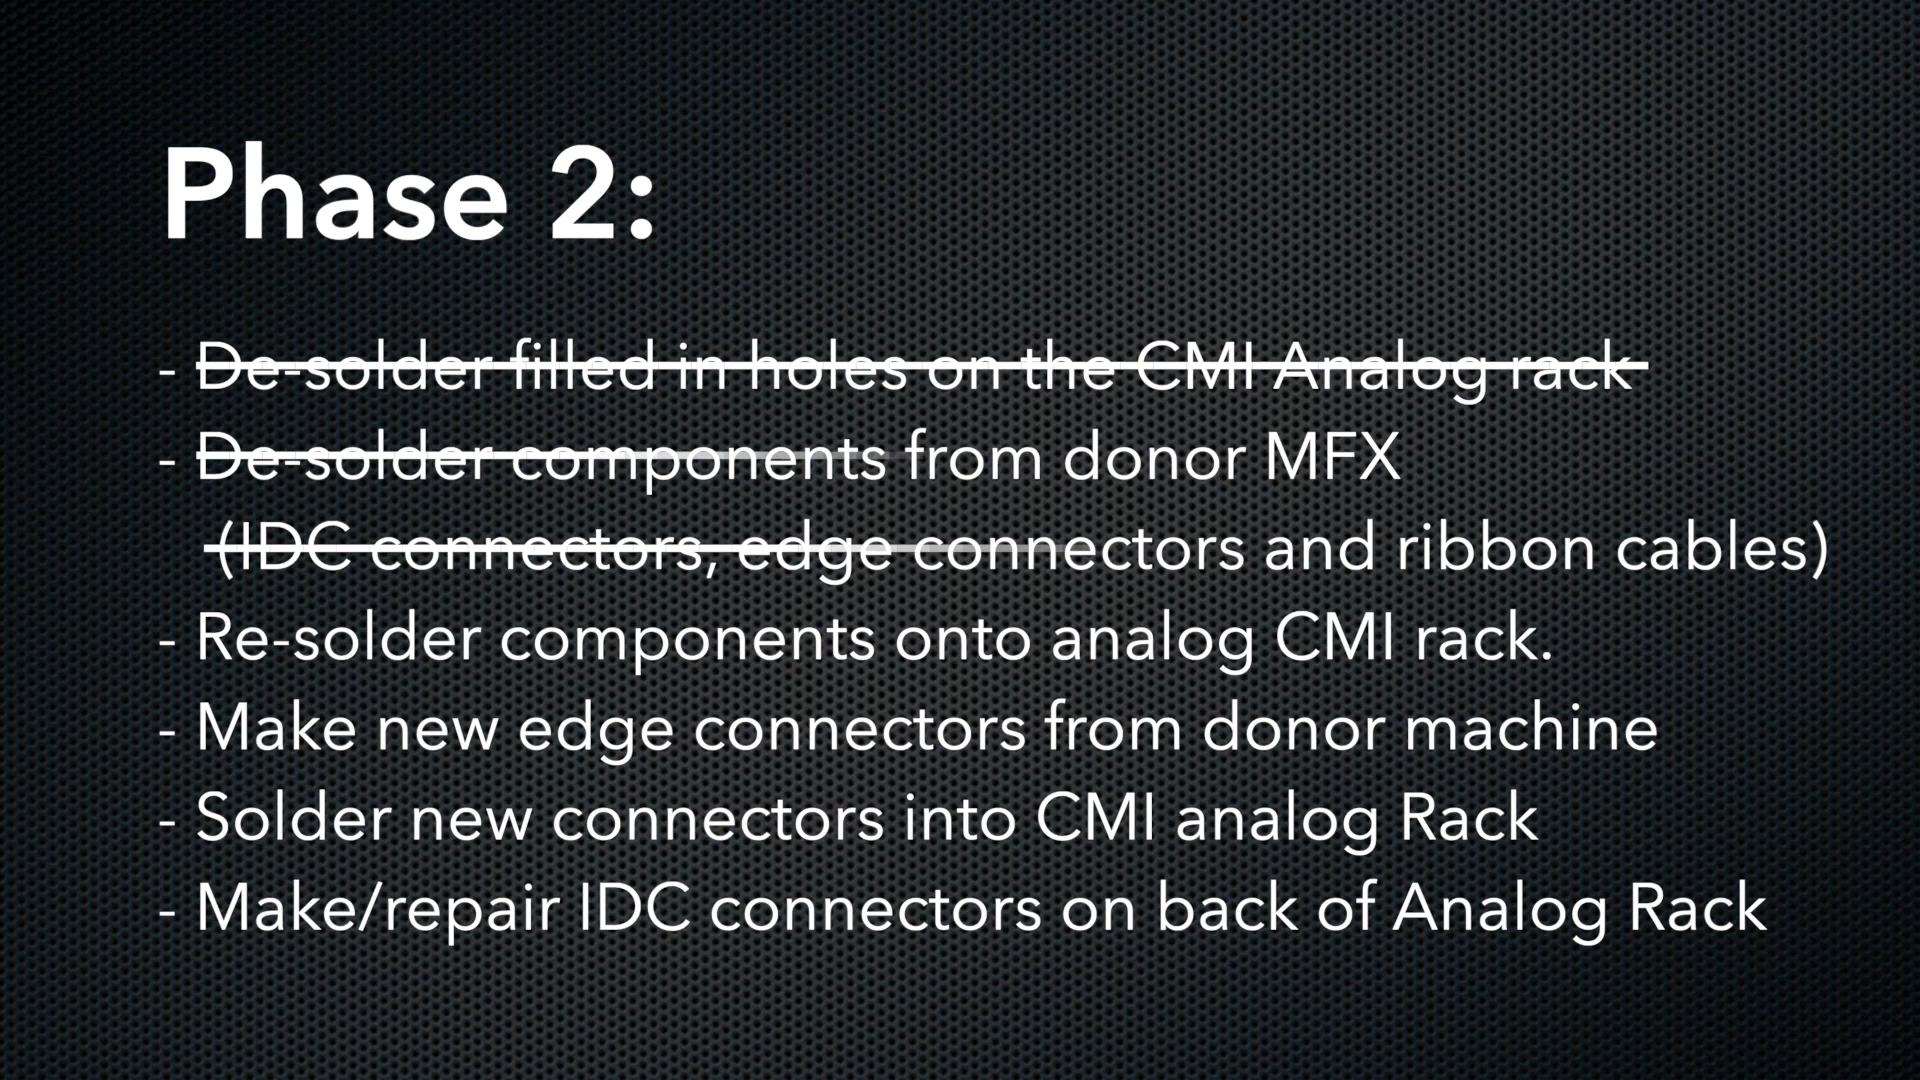 Phase 2:
- De-solder filled in holes on the CMI Analog rack
- De-solder components from donor MFX
(IDC connectors, edge connectors and ribbon cables)
- Re-solder components onto analog CMI rack.
- Make new edge connectors from donor machine
- Solder new connectors into CMI analog Rack
- Make/repair IDC connectors on back of Analog Rack